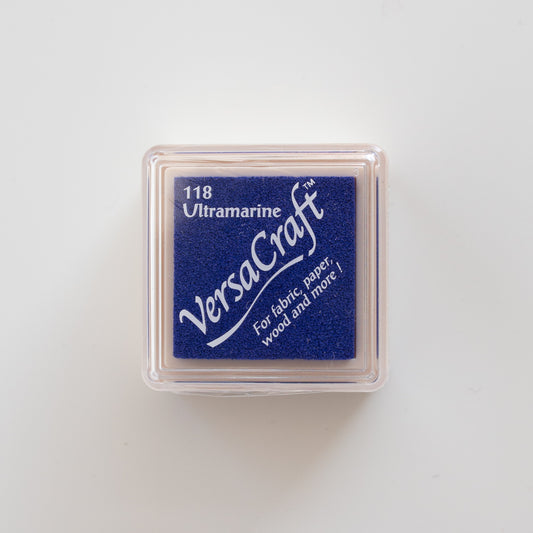 118
Ultramarine
VersaCraft™
For fabric, paper,
wood and more !